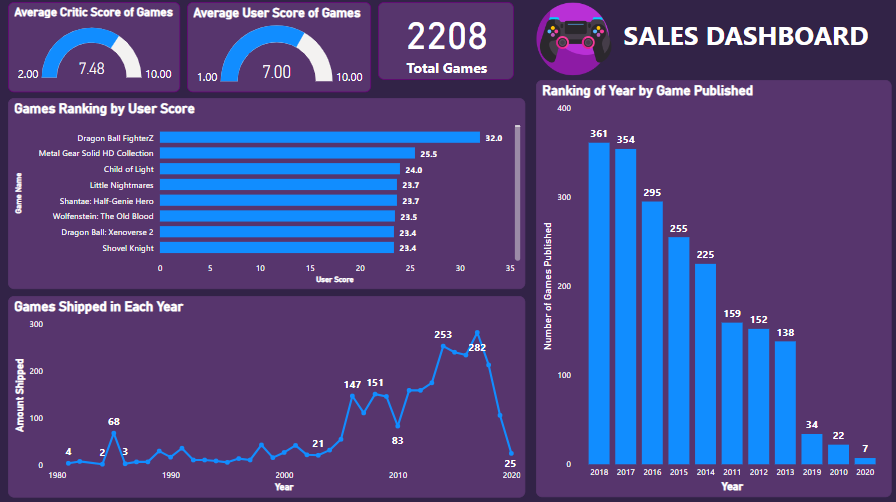 Average Critic Score of Games
2.00
7.48
10.00
Average User Score of Games
1.00
7.00
10.00
2208
Total Games
SALES DASHBOARD
Games Ranking by User Score
Game Name
Dragon Ball FighterZ 32.0
Metal Gear Solid HD Collection 25.5
Child of Light 24.0
Little Nightmares 23.7
Shantae: Half-Genie Hero 23.7
Wolfenstein: The Old Blood 23.5
Dragon Ball: Xenoverse 2 23.4
Shovel Knight 23.4
0 5 10 15 20 25 30 35
User Score
Games Shipped in Each Year
Amount Shipped
300
200
100
0
4
68
2
3
21
147
151
83
253
282
25
1980 1990 2000 2010 2020
Year
Ranking of Year by Game Published
Number of Games Published
400
300
200
100
0
361 354 295 255 225 159 152 138 34 22 7
2018 2017 2016 2015 2014 2011 2012 2013 2019 2010 2020
Year